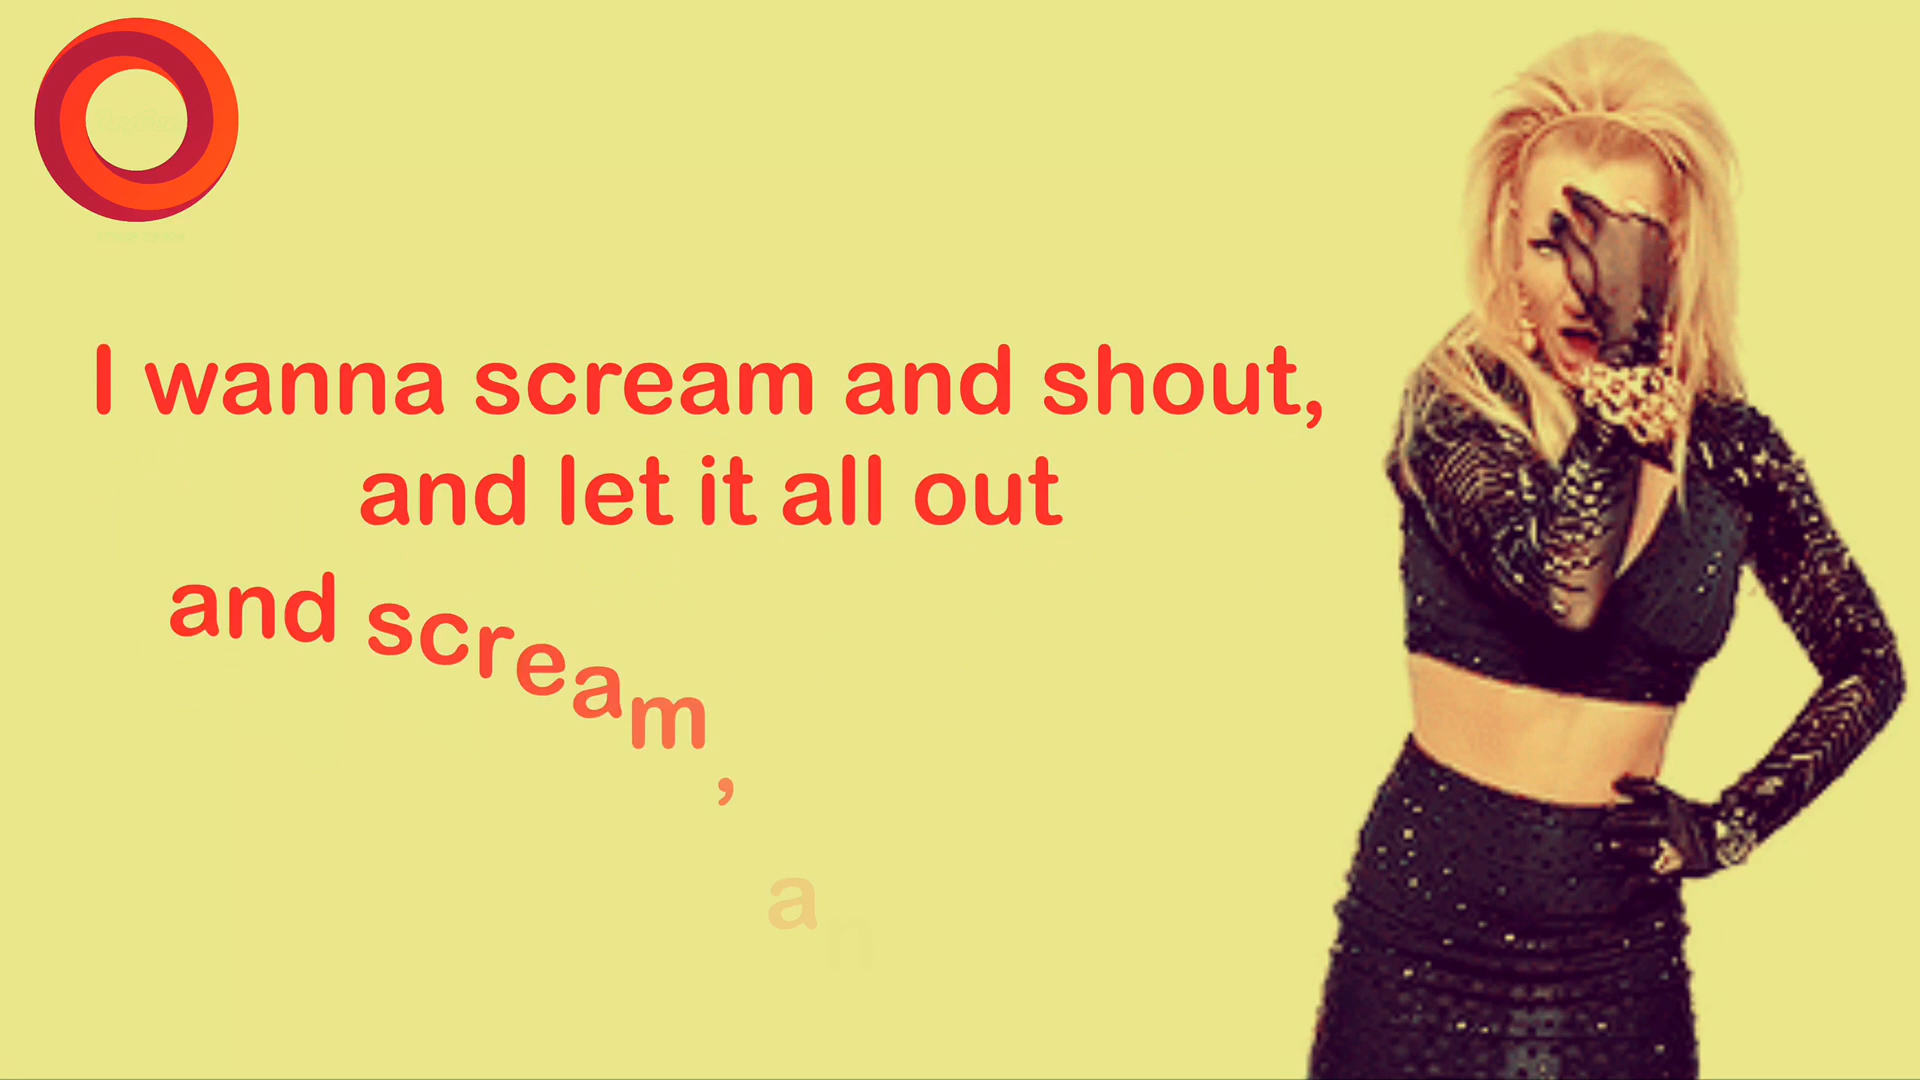 I wanna scream and shout,
and let it all out
and scream, an